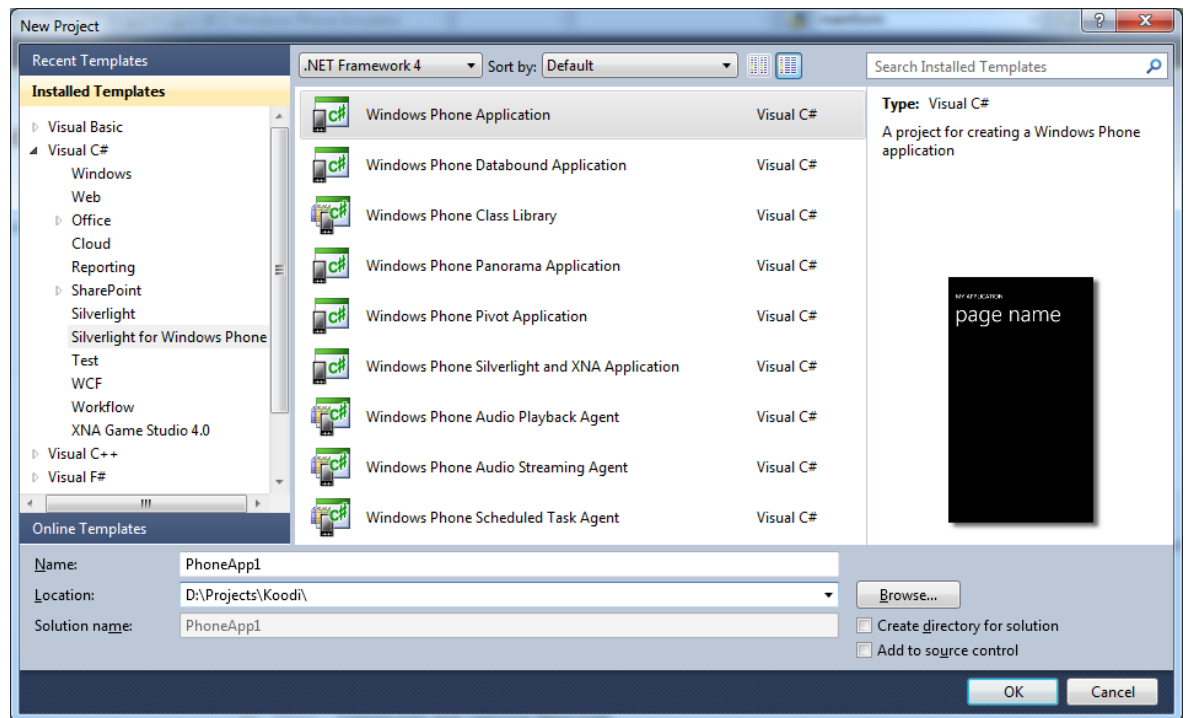 New Project
Recent Templates
Installed Templates
Visual Basic
Visual C#
Windows
Web
Office
Cloud
Reporting
SharePoint
Silverlight
Silverlight for Windows Phone
Test
WCF
Workflow
XNA Game Studio 4.0
Visual C++
Visual F#
Online Templates
.NET Framework 4 Sort by: Default
Windows Phone Application Visual C#
Windows Phone Databound Application Visual C#
Windows Phone Class Library Visual C#
Windows Phone Panorama Application Visual C#
Windows Phone Pivot Application Visual C#
Windows Phone Silverlight and XNA Application Visual C#
Windows Phone Audio Playback Agent Visual C#
Windows Phone Audio Streaming Agent Visual C#
Windows Phone Scheduled Task Agent Visual C#
Search Installed Templates
Type: Visual C#
A project for creating a Windows Phone
application
MY APPLICATION
page name
Name: PhoneApp1
Location: D:\Projects\Koodi\ Browse...
Solution name: PhoneApp1
Create directory for solution
Add to source control
OK Cancel